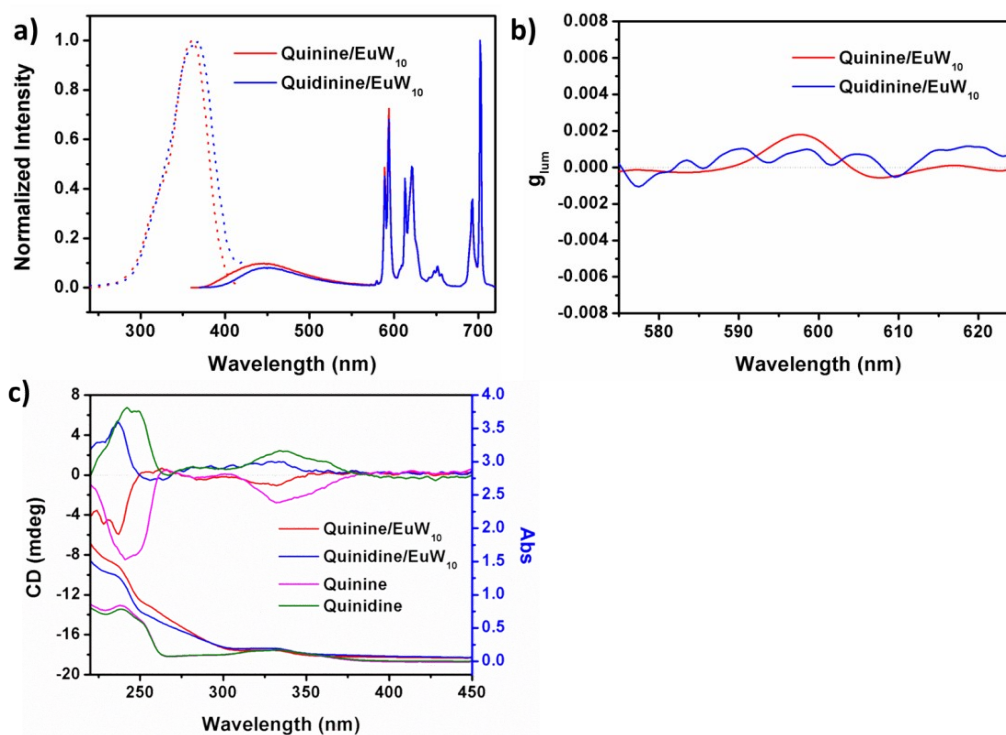 a)
Normalized Intensity
1.0
0.8
0.6
0.4
0.2
0.0
Quinine/EuW₁₀
Quidinine/EuW₁₀
300 400 500 600 700
Wavelength (nm)
b)
g_lum
0.008
0.006
0.004
0.002
0.000
-0.002
-0.004
-0.006
-0.008
Quinine/EuW₁₀
Quidinine/EuW₁₀
580 590 600 610 620
Wavelength (nm)
c)
CD (mdeg)
8
4
0
-4
-8
-12
-16
-20
Quinine/EuW₁₀
Quinidine/EuW₁₀
Quinine
Quinidine
4.0
3.5
3.0
2.5
2.0
1.5
1.0
0.5
0.0
Abs
250 300 350 400 450
Wavelength (nm)